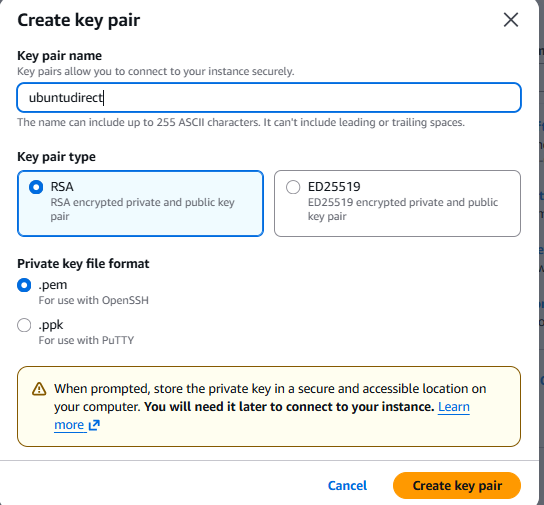 Create key pair
Key pair name
Key pairs allow you to connect to your instance securely.
ubuntudirect
The name can include up to 255 ASCII characters. It can't include leading or trailing spaces.
Key pair type
RSA
RSA encrypted private and public key
pair
ED25519
ED25519 encrypted private and public
key pair
Private key file format
.pem
For use with OpenSSH
.ppk
For use with PuTTY
When prompted, store the private key in a secure and accessible location on
your computer. You will need it later to connect to your instance. Learn
more
Cancel
Create key pair